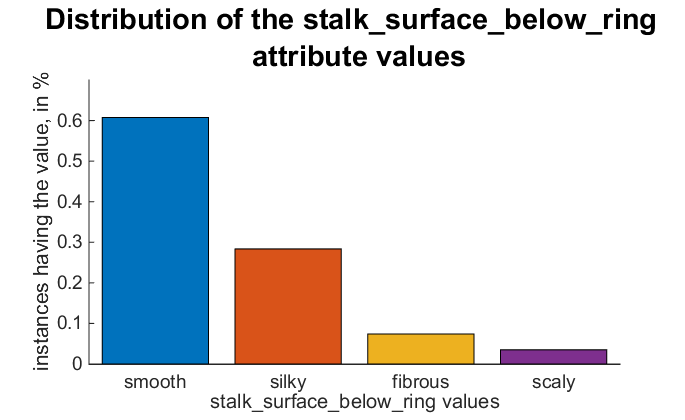 Distribution of the stalk_surface_below_ring
attribute values
instances having the value, in %
0.6
0.5
0.4
0.3
0.2
0.1
0
smooth silky fibrous scaly
stalk_surface_below_ring values